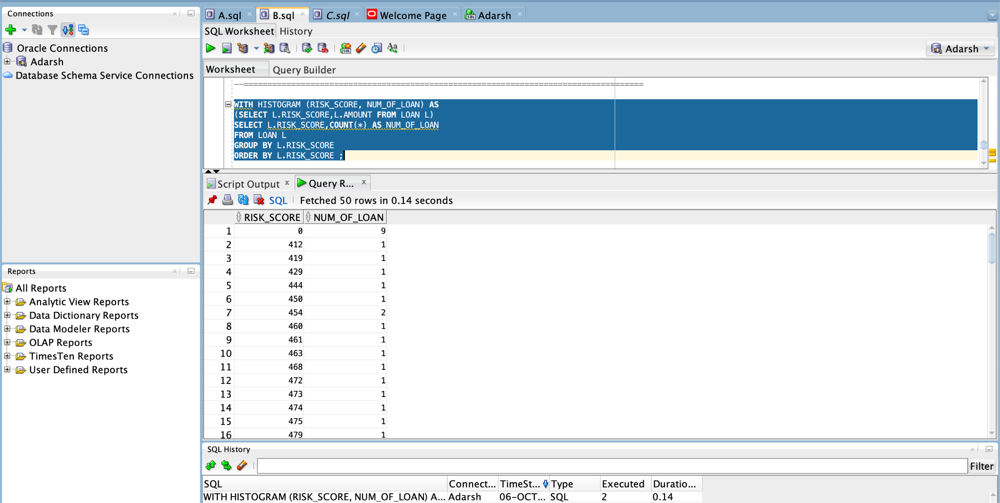 Connections
Oracle Connections
Adarsh
Database Schema Service Connections
Reports
All Reports
Analytic View Reports
Data Dictionary Reports
Data Modeler Reports
OLAP Reports
TimesTen Reports
User Defined Reports
A.sql B.sql C.sql Welcome Page Adarsh
SQL Worksheet History
Adarsh
Worksheet Query Builder
--====================================================================================
WITH HISTOGRAM (RISK_SCORE, NUM_OF_LOAN) AS
(SELECT L.RISK_SCORE,L.AMOUNT FROM LOAN L)
SELECT L.RISK_SCORE,COUNT(*) AS NUM_OF_LOAN
FROM LOAN L
GROUP BY L.RISK_SCORE
ORDER BY L.RISK_SCORE ;
Script Output Query R...
SQL Fetched 50 rows in 0.14 seconds
RISK_SCORE NUM_OF_LOAN
1 0 9
2 412 1
3 419 1
4 429 1
5 444 1
6 450 1
7 454 2
8 460 1
9 461 1
10 463 1
11 468 1
12 472 1
13 473 1
14 474 1
15 475 1
16 479 1
SQL History
Filter
SQL Connect... TimeSt... Type Executed Duratio...
WITH HISTOGRAM (RISK_SCORE, NUM_OF_LOAN) A... Adarsh 06-OCT... SQL 2 0.14